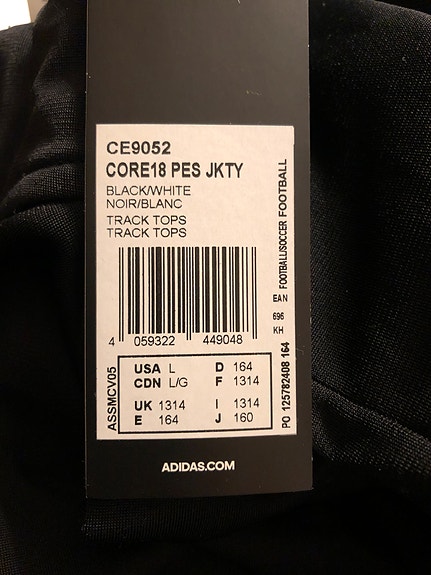 CE9052
CORE18 PES JKTY
BLACK/WHITE
NOIR/BLANC
TRACK TOPS
TRACK TOPS
4 059322 449048
EAN
696
KH
FOOTBALL/SOCCER FOOTBALL
PO 125782408 164
ASSMCV05
USA L D 164
CDN L/G F 1314
UK 1314 I 1314
E 164 J 160
ADIDAS.COM